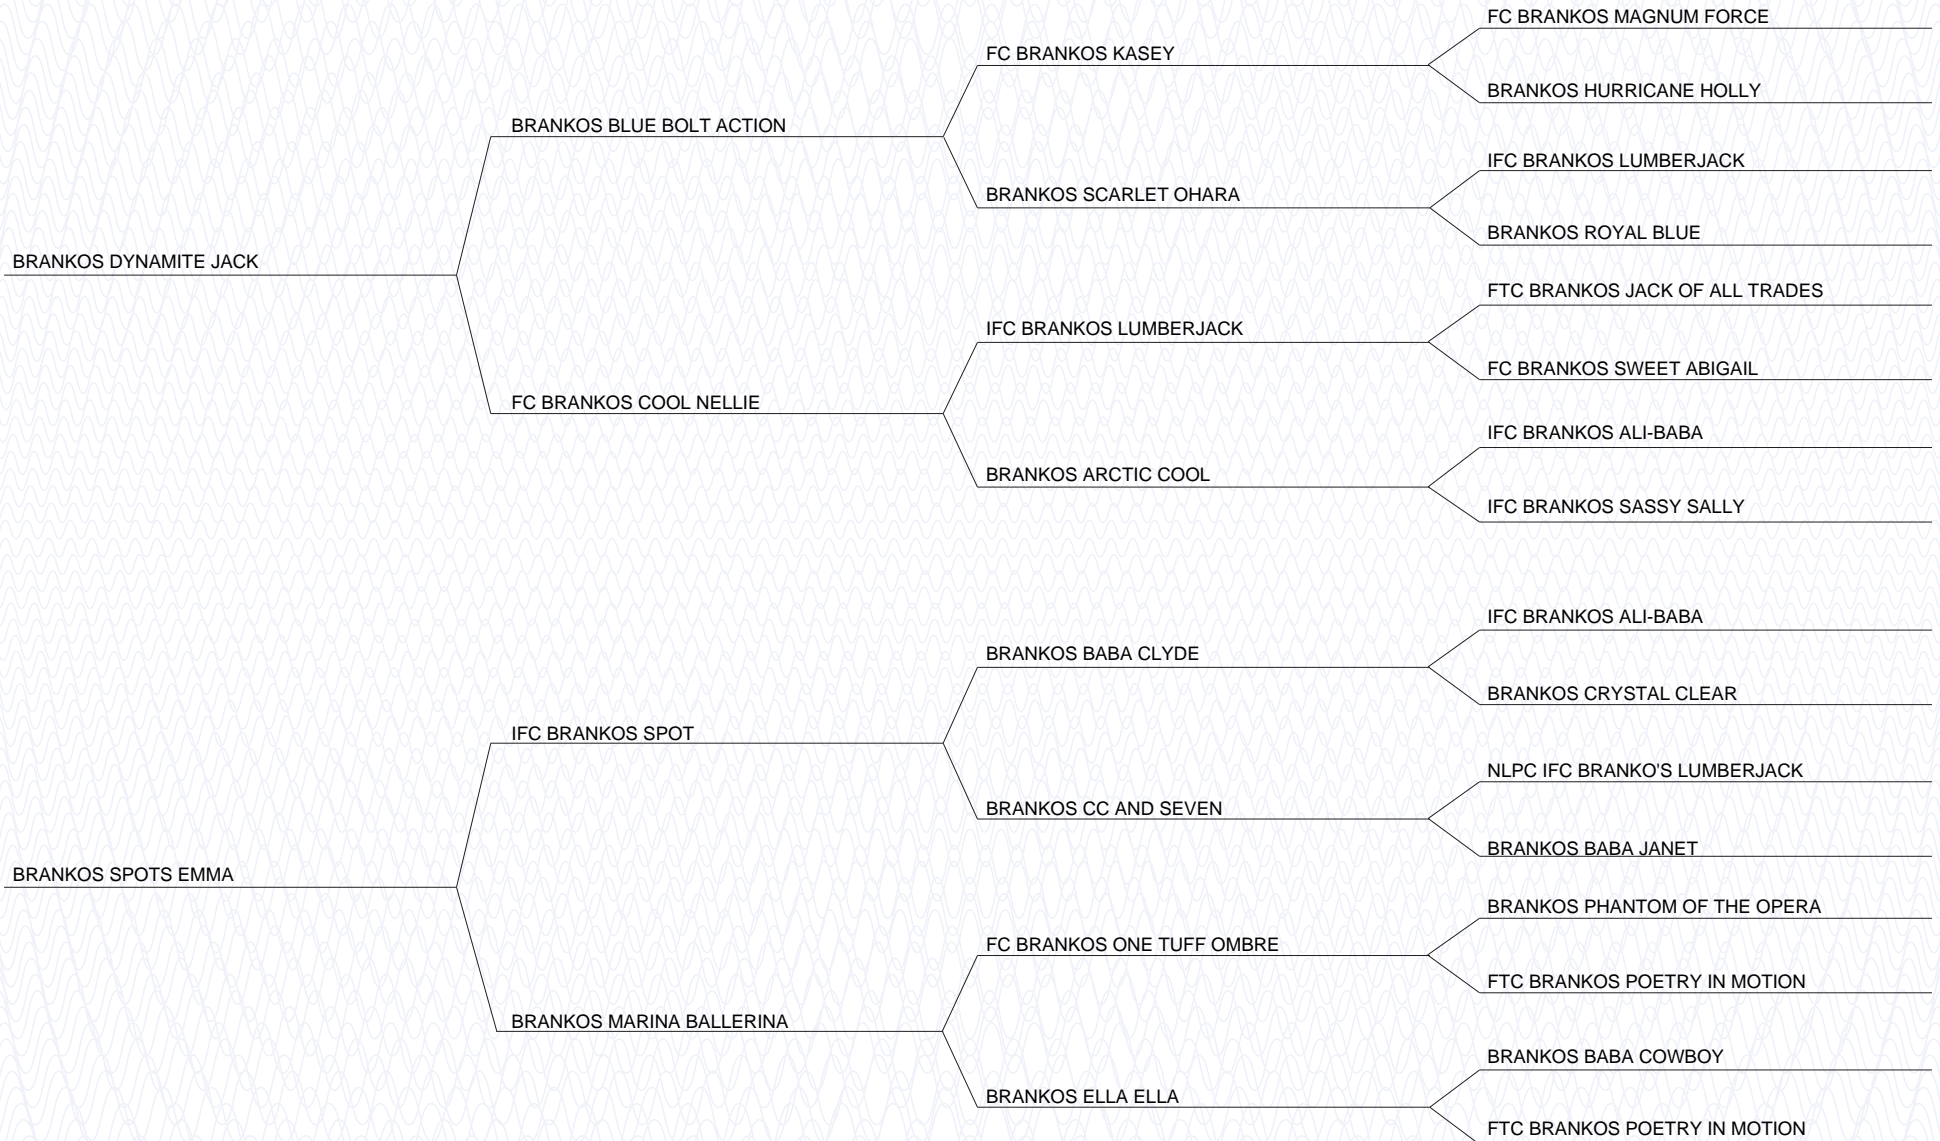 FC BRANKOS MAGNUM FORCE
FC BRANKOS KASEY
BRANKOS HURRICANE HOLLY
BRANKOS BLUE BOLT ACTION
IFC BRANKOS LUMBERJACK
BRANKOS SCARLET OHARA
BRANKOS ROYAL BLUE
BRANKOS DYNAMITE JACK
FTC BRANKOS JACK OF ALL TRADES
IFC BRANKOS LUMBERJACK
FC BRANKOS SWEET ABIGAIL
FC BRANKOS COOL NELLIE
IFC BRANKOS ALI-BABA
BRANKOS ARCTIC COOL
IFC BRANKOS SASSY SALLY
IFC BRANKOS ALI-BABA
BRANKOS BABA CLYDE
BRANKOS CRYSTAL CLEAR
IFC BRANKOS SPOT
NLPC IFC BRANKO'S LUMBERJACK
BRANKOS CC AND SEVEN
BRANKOS BABA JANET
BRANKOS SPOTS EMMA
BRANKOS PHANTOM OF THE OPERA
FC BRANKOS ONE TUFF OMBRE
FTC BRANKOS POETRY IN MOTION
BRANKOS MARINA BALLERINA
BRANKOS BABA COWBOY
BRANKOS ELLA ELLA
FTC BRANKOS POETRY IN MOTION